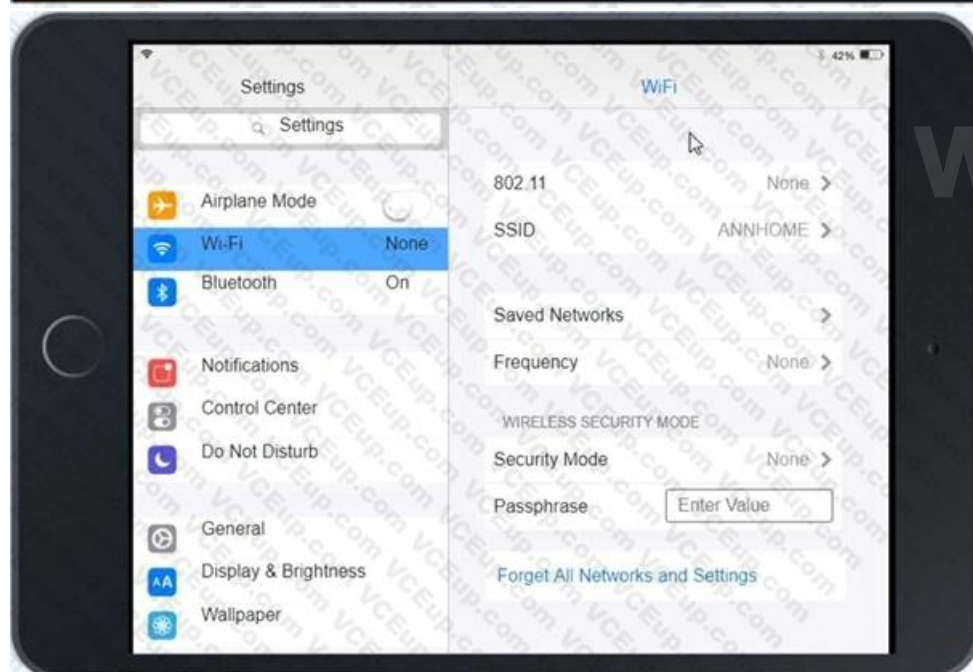 42%
Settings
WiFi
Settings
802.11 None
Airplane Mode
SSID ANNHOME
Wi-Fi None
Bluetooth On
Saved Networks
Notifications
Frequency None
Control Center
WIRELESS SECURITY MODE
Do Not Disturb
Security Mode None
Passphrase Enter Value
General
Display & Brightness
Forget All Networks and Settings
Wallpaper
VCEup.com
W